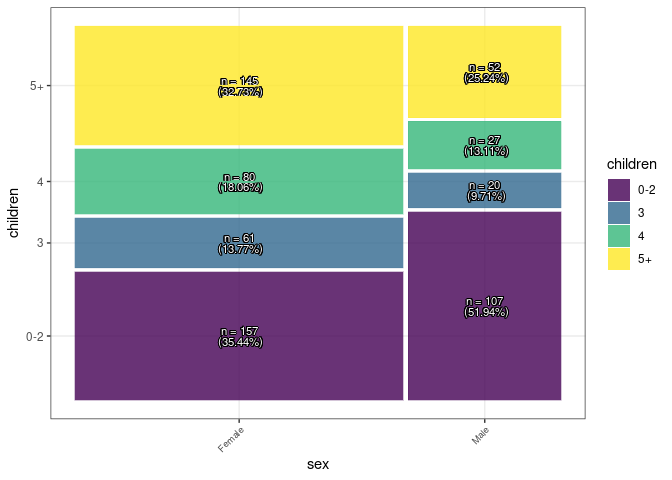 n = 145
(32.73%)
n = 52
(25.24%)
n = 80
(18.06%)
n = 27
(13.11%)
n = 61
(13.77%)
n = 20
(9.71%)
n = 157
(35.44%)
n = 107
(51.94%)
5+
4
3
0-2
children
Female
Male
sex
children
0-2
3
4
5+